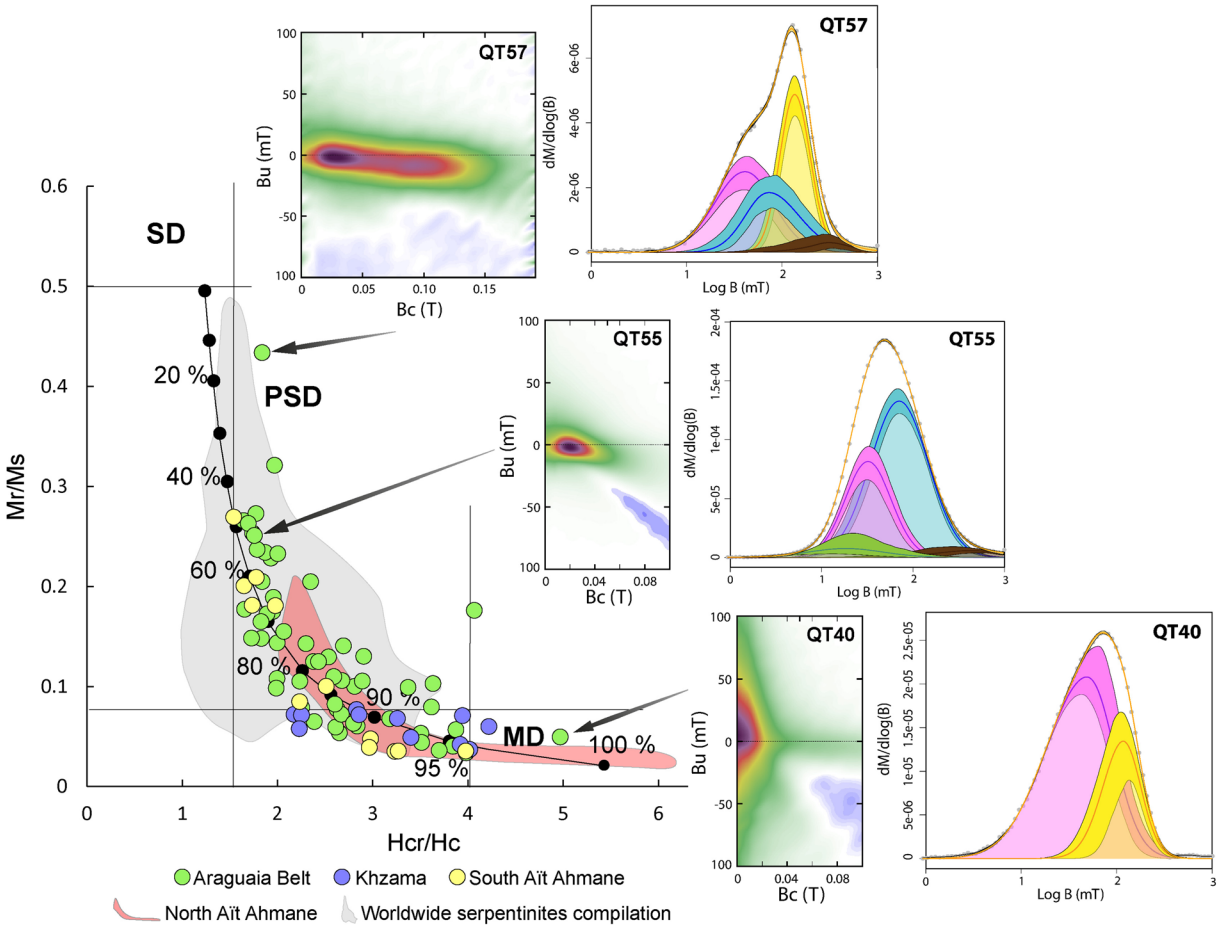 QT57
100
50
0
-50
100
Bu (mT)
0
0.05
0.10
0.15
Bc (T)
QT57
6e-06
4e-06
2e-06
0
dM/dlog(B)
0
1
2
3
Log B (mT)
0.6
0.5
0.4
0.3
0.2
0.1
0
Mr/Ms
SD
PSD
MD
20 %
40 %
60 %
80 %
90 %
95 %
100 %
0
1
2
3
4
5
6
Hcr/Hc
QT55
100
50
0
-50
100
Bu (mT)
0
0.04
0.08
Bc (T)
QT55
2e-04
1.5e-04
1e-04
5e-05
0
dM/dlog(B)
0
1
2
3
Log B (mT)
QT40
100
50
0
-50
100
Bu (mT)
0
0.04
0.08
Bc (T)
QT40
2.5e-05
2e-05
1.5e-05
1e-05
5e-06
0
dM/dlog(B)
0
1
2
3
Log B (mT)
Araguaia Belt Khzama South Aït Ahmane
North Aït Ahmane Worldwide serpentinites compilation